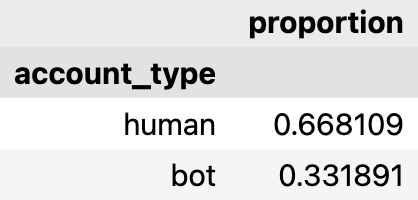 proportion
account_type
human 0.668109
bot 0.331891